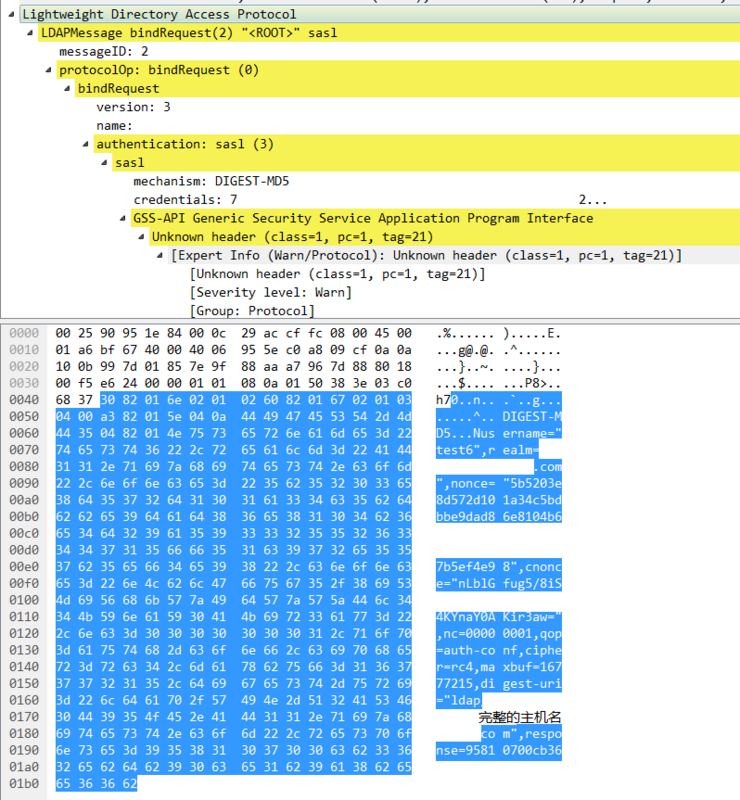 Lightweight Directory Access Protocol
LDAPMessage bindRequest(2) "<ROOT>" sasl
messageID: 2
protocolOp: bindRequest (0)
bindRequest
version: 3
name:
authentication: sasl (3)
sasl
mechanism: DIGEST-MD5
credentials: 7 2...
GSS-API Generic Security Service Application Program Interface
Unknown header (class=1, pc=1, tag=21)
[Expert Info (Warn/Protocol): Unknown header (class=1, pc=1, tag=21)]
[Unknown header (class=1, pc=1, tag=21)]
[Severity level: Warn]
[Group: Protocol]
0000 00 25 90 95 1e 84 00 0c 29 ac cf fc 08 00 45 00 .%...... ).....E.
0010 01 a6 bf 67 40 00 40 06 95 5e c0 a8 09 cf 0a 0a ...g@.@. .^......
0020 10 0b 99 7d 01 85 7e 9f 88 aa a7 96 7d 88 80 18 ...}..~. ....}...
0030 00 f5 e6 24 00 00 01 01 08 0a 01 50 38 3e 03 c0 ...$.... ...P8>..
0040 68 37 30 82 01 6e 02 01 02 60 82 01 67 02 01 03 h70..n.. .`..g...
0050 04 00 a3 82 01 5e 04 0a 44 49 47 45 53 54 2d 4d .....^.. DIGEST-M
0060 44 35 04 82 01 4e 75 73 65 72 6e 61 6d 65 3d 22 D5...Nus ername="
0070 74 65 73 74 36 22 2c 72 65 61 6c 6d 3d 22 41 44 test6",r ealm=
0080 31 31 2e 71 69 7a 68 69 74 65 73 74 2e 63 6f 6d .com
0090 22 2c 6e 6f 6e 63 65 3d 22 35 62 35 32 30 33 65 ",nonce= "5b5203e
00a0 38 64 35 37 32 64 31 30 31 61 33 34 63 35 62 64 8d572d10 1a34c5bd
00b0 62 62 65 39 64 61 64 38 36 65 38 31 30 34 62 36 bbe9dad8 6e8104b6
00c0 65 34 64 32 39 61 35 39 33 33 32 35 35 32 36 33
00d0 34 34 37 31 35 66 66 35 31 63 39 37 32 65 35 35
00e0 37 62 35 65 66 34 65 39 38 22 2c 63 6e 6f 6e 63 7b5ef4e9 8",cnonc
00f0 65 3d 22 6e 4c 62 6c 47 66 75 67 35 2f 38 69 53 e="nLblG fug5/8iS
0100 4d 69 56 68 6b 57 7a 49 64 57 7a 57 5a 44 6c 34
0110 34 4b 59 6e 61 59 30 41 4b 69 72 33 61 77 3d 22 4KYnaY0A Kir3aw="
0120 2c 6e 63 3d 30 30 30 30 30 30 30 31 2c 71 6f 70 ,nc=0000 0001,qop
0130 3d 61 75 74 68 2d 63 6f 6e 66 2c 63 69 70 68 65 =auth-co nf,ciphe
0140 72 3d 72 63 34 2c 6d 61 78 62 75 66 3d 31 36 37 r=rc4,ma xbuf=167
0150 37 37 32 31 35 2c 64 69 67 65 73 74 2d 75 72 69 77215,di gest-uri
0160 3d 22 6c 64 61 70 2f 57 49 4e 2d 51 32 41 53 46 ="ldap
0170 30 44 39 35 4f 45 2e 41 44 31 31 2e 71 69 7a 68 完整的主机名
0180 69 74 65 73 74 2e 63 6f 6d 22 2c 72 65 73 70 6f com",respo
0190 6e 73 65 3d 39 35 38 31 30 37 30 30 63 62 33 36 nse=9581 0700cb36
01a0 32 65 62 64 62 39 30 63 65 31 62 39 61 38 62 65
01b0 65 36 36 62